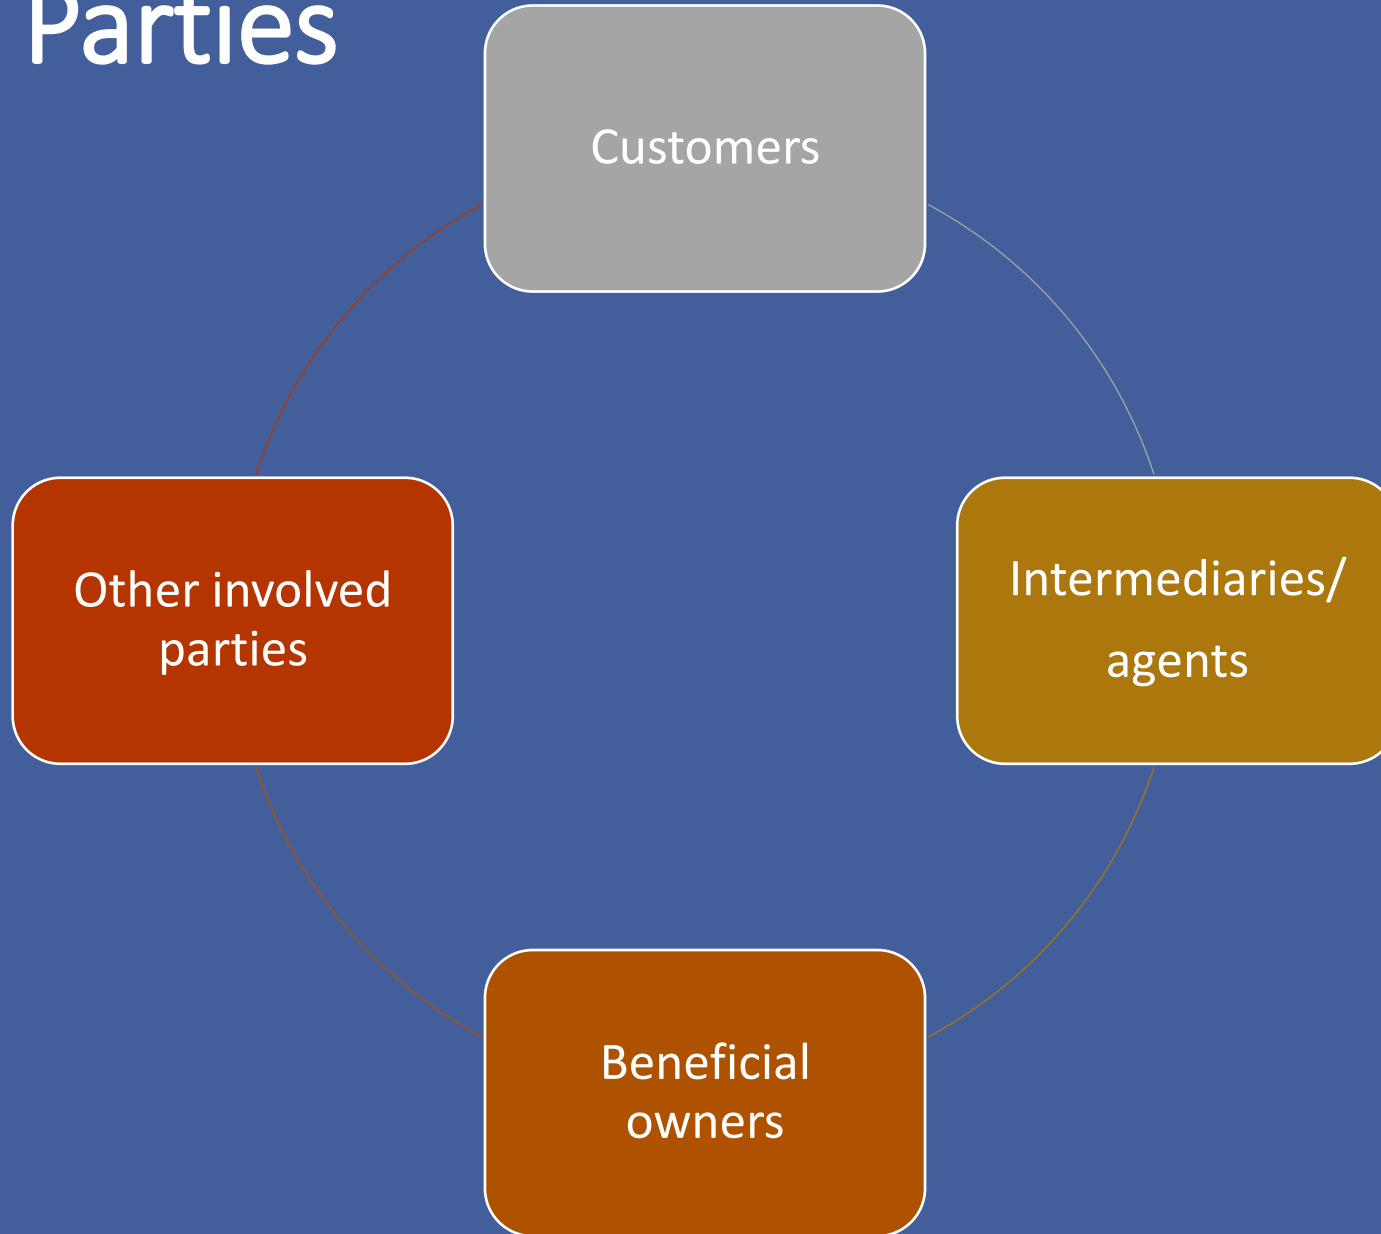 Parties
Customers
Other involved
parties
Intermediaries/
agents
Beneficial
owners